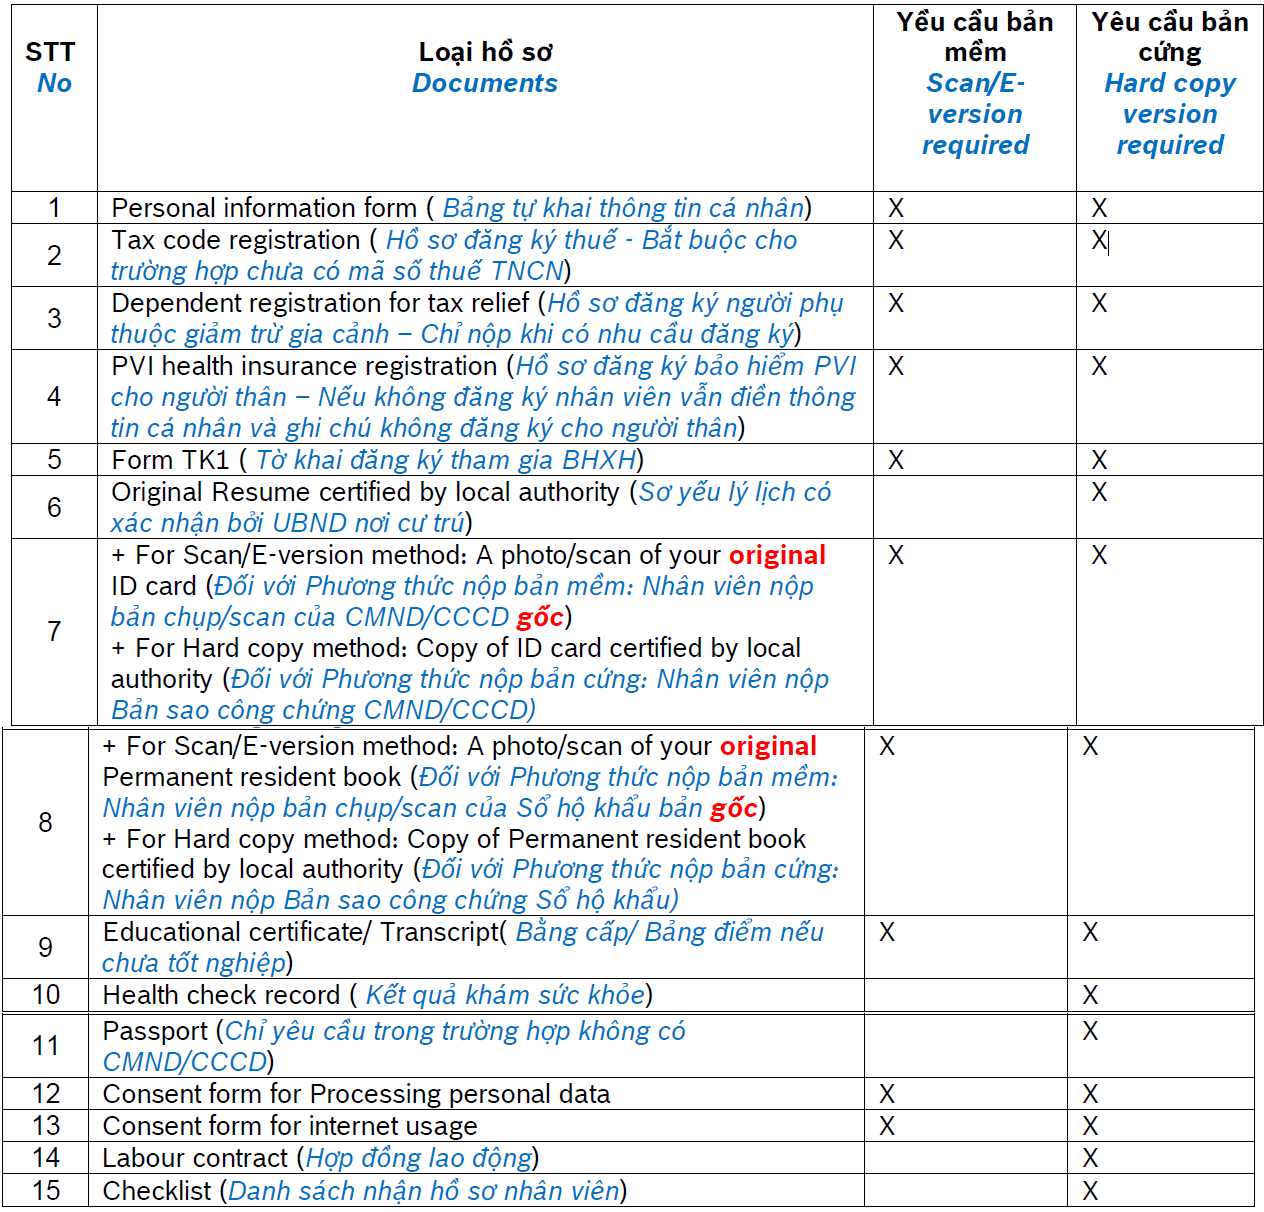 STT
No
Loại hồ sơ
Documents
Yều cầu bản
mềm
Scan/E-
version
required
Yêu cầu bản
cứng
Hard copy
version
required
1 Personal information form ( Bảng tự khai thông tin cá nhân) X X
2 Tax code registration ( Hồ sơ đăng ký thuế - Bắt buộc cho X X
trường hợp chưa có mã số thuế TNCN)
3 Dependent registration for tax relief (Hồ sơ đăng ký người phụ X X
thuộc giảm trừ gia cảnh – Chỉ nộp khi có nhu cầu đăng ký)
4 PVI health insurance registration (Hồ sơ đăng ký bảo hiểm PVI X X
cho người thân – Nếu không đăng ký nhân viên vẫn điền thông
tin cá nhân và ghi chú không đăng ký cho người thân)
5 Form TK1 ( Tờ khai đăng ký tham gia BHXH) X X
6 Original Resume certified by local authority (Sơ yếu lý lịch có X
xác nhận bởi UBND nơi cư trú)
7 + For Scan/E-version method: A photo/scan of your original X X
ID card (Đối với Phương thức nộp bản mềm: Nhân viên nộp
bản chụp/scan của CMND/CCCD gốc)
+ For Hard copy method: Copy of ID card certified by local
authority (Đối với Phương thức nộp bản cứng: Nhân viên nộp
Bản sao công chứng CMND/CCCD)
8 + For Scan/E-version method: A photo/scan of your original X X
Permanent resident book (Đối với Phương thức nộp bản mềm:
Nhân viên nộp bản chụp/scan của Sổ hộ khẩu bản gốc)
+ For Hard copy method: Copy of Permanent resident book
certified by local authority (Đối với Phương thức nộp bản cứng:
Nhân viên nộp Bản sao công chứng Sổ hộ khẩu)
9 Educational certificate/ Transcript( Bằng cấp/ Bảng điểm nếu X X
chưa tốt nghiệp)
10 Health check record ( Kết quả khám sức khỏe) X
11 Passport (Chỉ yêu cầu trong trường hợp không có X
CMND/CCCD)
12 Consent form for Processing personal data X X
13 Consent form for internet usage X X
14 Labour contract (Hợp đồng lao động) X
15 Checklist (Danh sách nhận hồ sơ nhân viên) X